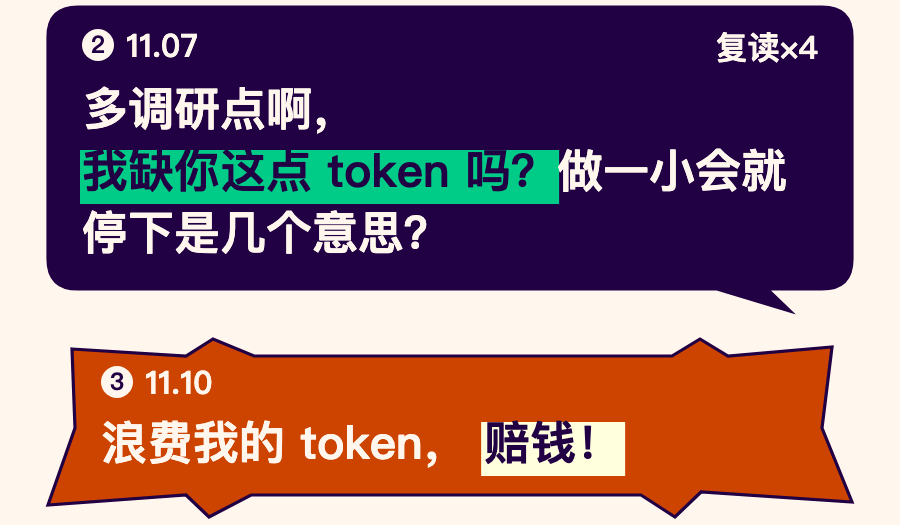 2 11.07
复读×4
多调研点啊，
我缺你这点 token 吗？做一小会就
停下是几个意思？
3 11.10
浪费我的 token， 赔钱！